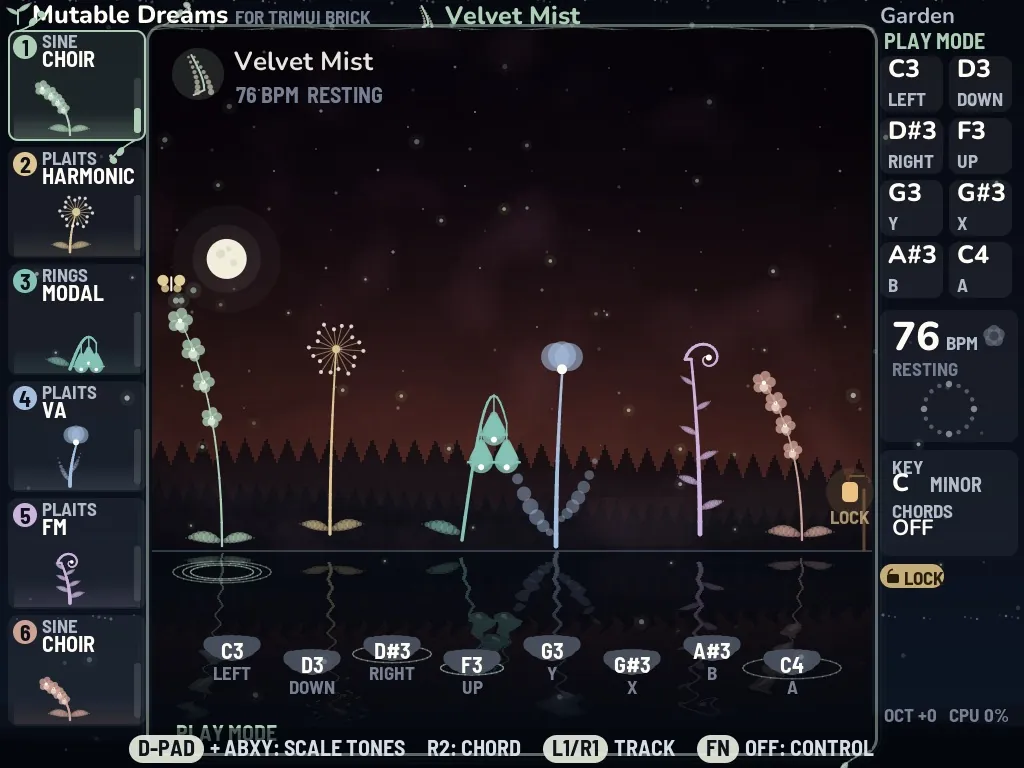 Mutable Dreams FOR TRIMUI BRICK
Velvet Mist
Garden
1 SINE
CHOIR
2 PLAITS
HARMONIC
3 RINGS
MODAL
4 PLAITS
VA
5 PLAITS
FM
6 SINE
CHOIR
Velvet Mist
76 BPM RESTING
LOCK
C3 D3 D#3 F3 G3 G#3 A#3 C4
LEFT DOWN RIGHT UP Y X B A
PLAY MODE
PLAY MODE
C3 D3
LEFT DOWN
D#3 F3
RIGHT UP
G3 G#3
Y X
A#3 C4
B A
76 BPM
RESTING
KEY
C MINOR
CHORDS
OFF
LOCK
OCT +0 CPU 0%
D-PAD + ABXY: SCALE TONES R2: CHORD L1/R1 TRACK FN OFF: CONTROL